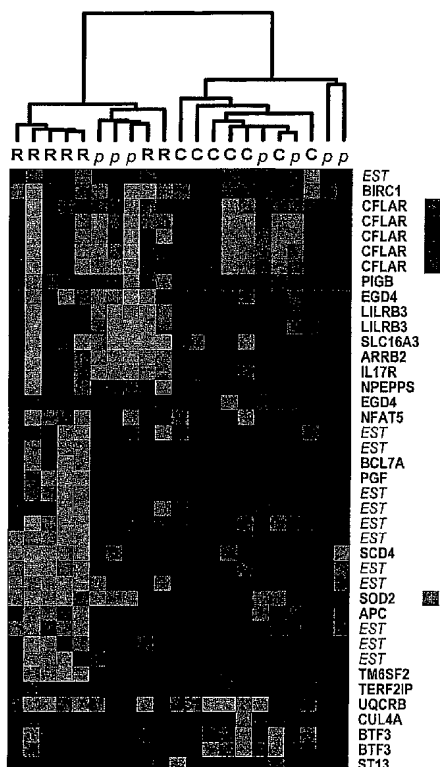 R R R R R p p p R R C C C C C p C p C p p
EST
BIRC1
CFLAR
CFLAR
CFLAR
CFLAR
CFLAR
PIGB
EGD4
LILRB3
LILRB3
SLC16A3
ARRB2
IL17R
NPEPPS
EGD4
NFAT5
EST
EST
BCL7A
PGF
EST
EST
EST
EST
SCD4
EST
EST
SOD2
APC
EST
EST
EST
TM6SF2
TERF2IP
UQCRB
CUL4A
BTF3
BTF3
ST13